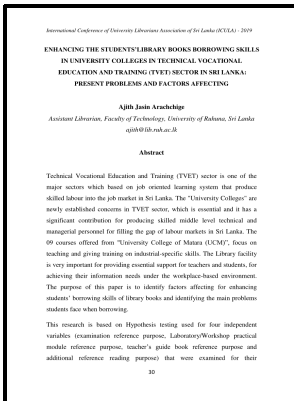 International Conference of University Librarians Association of Sri Lanka (ICULA) - 2019
ENHANCING THE STUDENTS'LIBRARY BOOKS BORROWING SKILLS
IN UNIVERSITY COLLEGES IN TECHNICAL VOCATIONAL
EDUCATION AND TRAINING (TVET) SECTOR IN SRI LANKA:
PRESENT PROBLEMS AND FACTORS AFFECTING
Ajith Jasin Arachchige
Assistant Librarian, Faculty of Technology, University of Ruhuna, Sri Lanka
ajith@lib.ruh.ac.lk
Abstract
Technical Vocational Education and Training (TVET) sector is one of the
major sectors which based on job oriented learning system that produce
skilled labour into the job market in Sri Lanka. The "University Colleges" are
newly established concerns in TVET sector, which is essential and it has a
significant contribution for producing skilled middle level technical and
managerial personnel for filling the gap of labour markets in Sri Lanka. The
09 courses offered from "University College of Matara (UCM)", focus on
teaching and giving training on industrial-specific skills. The Library facility
is very important for providing essential support for teachers and students, for
achieving their information needs under the workplace-based environment.
The purpose of this paper is to identify factors affecting for enhancing
students' borrowing skills of library books and identifying the main problems
students face when borrowing.
This research is based on Hypothesis testing used for four independent
variables (examination reference purpose, Laboratory/Workshop practical
module reference purpose, teacher's guide book reference purpose and
additional reference reading purpose) that were examined for their
30